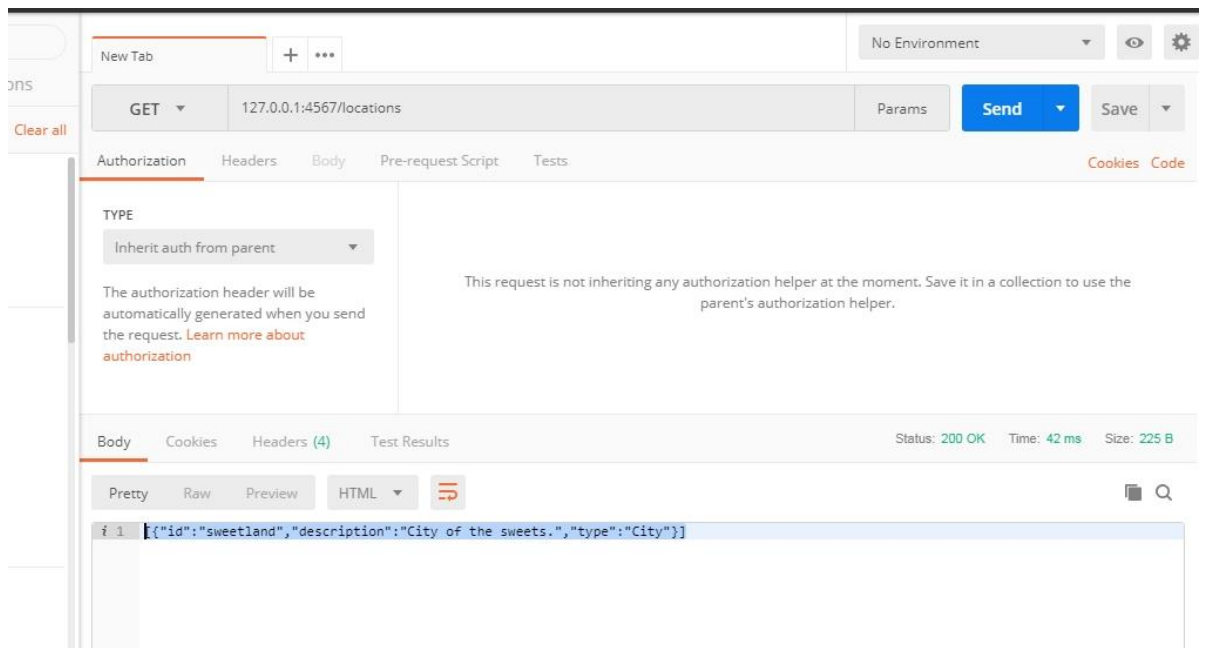 New Tab
No Environment
ons
GET 127.0.0.1:4567/locations Params Send Save
Clear all
Authorization Headers Body Pre-request Script Tests Cookies Code
TYPE
Inherit auth from parent
The authorization header will be
automatically generated when you send
the request. Learn more about
authorization
This request is not inheriting any authorization helper at the moment. Save it in a collection to use the
parent's authorization helper.
Body Cookies Headers (4) Test Results Status: 200 OK Time: 42 ms Size: 225 B
Pretty Raw Preview HTML
i 1 [{"id":"sweetland","description":"City of the sweets.","type":"City"}]